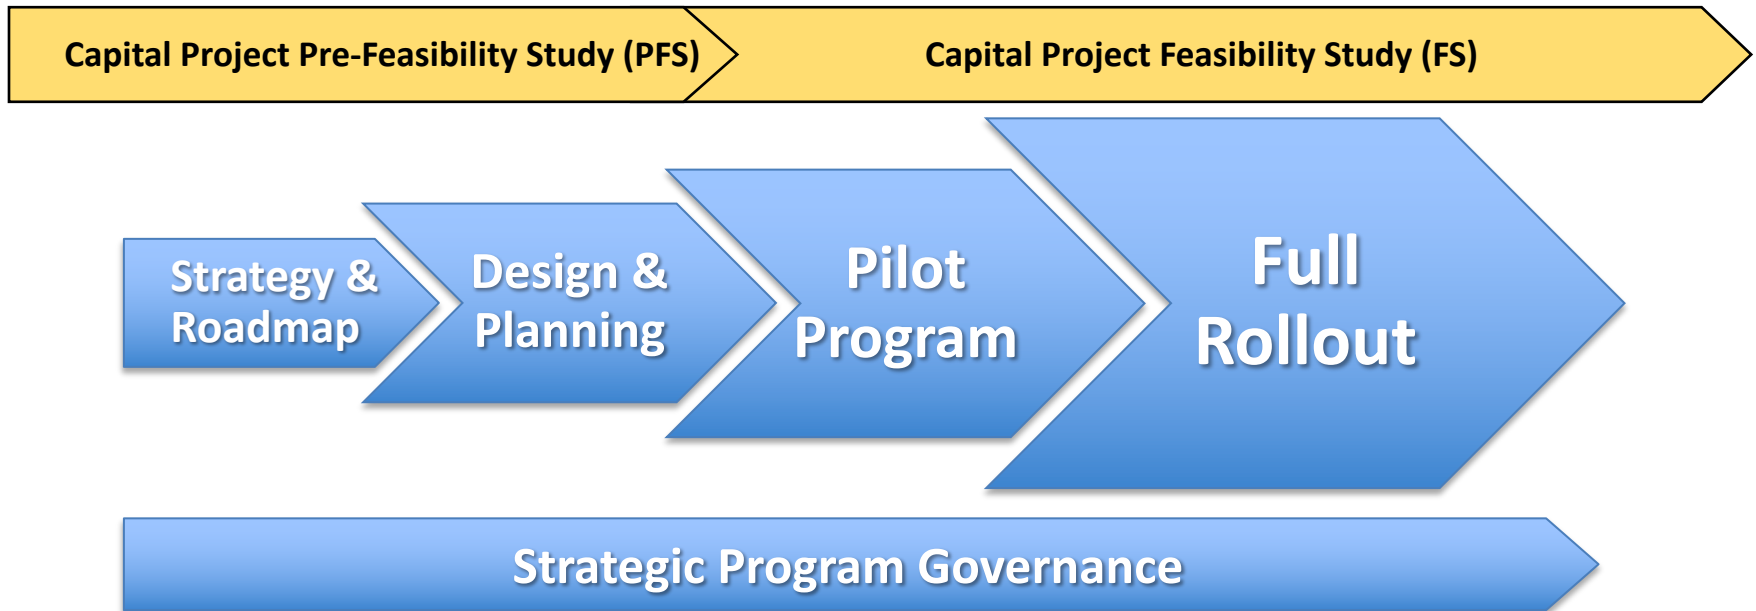 Capital Project Pre-Feasibility Study (PFS)
Capital Project Feasibility Study (FS)
Strategy &
Roadmap
Design &
Planning
Pilot
Program
Full
Rollout
Strategic Program Governance